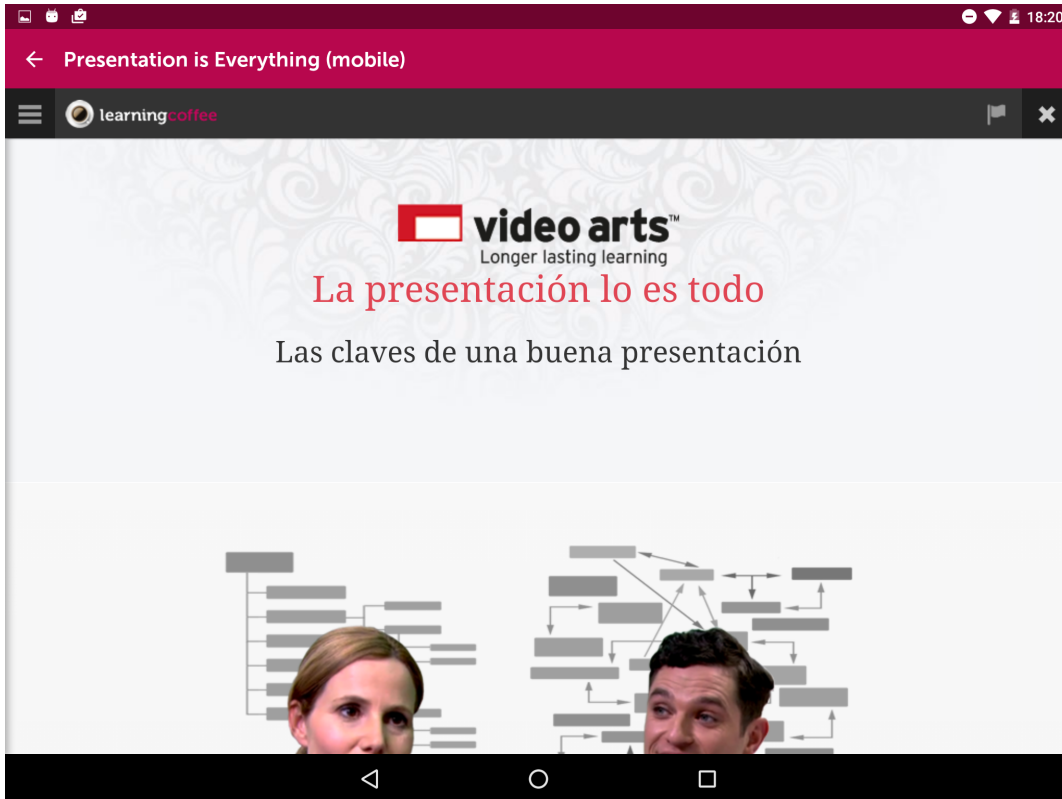 18:20
Presentation is Everything (mobile)
learningcoffee
video arts™
Longer lasting learning
La presentación lo es todo
Las claves de una buena presentación